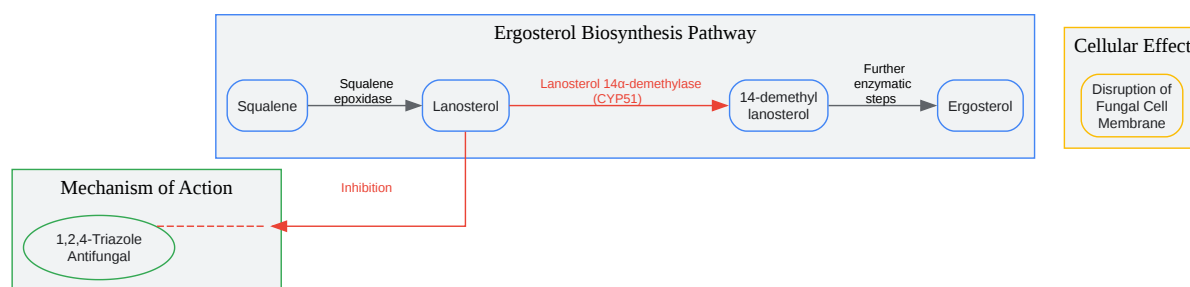 Ergosterol Biosynthesis Pathway
Squalene
Squalene
epoxidase
Lanosterol
Lanosterol 14α-demethylase
(CYP51)
14-demethyl
lanosterol
Further
enzymatic
steps
Ergosterol
Cellular Effect
Disruption of
Fungal Cell
Membrane
Mechanism of Action
Inhibition
1,2,4-Triazole
Antifungal